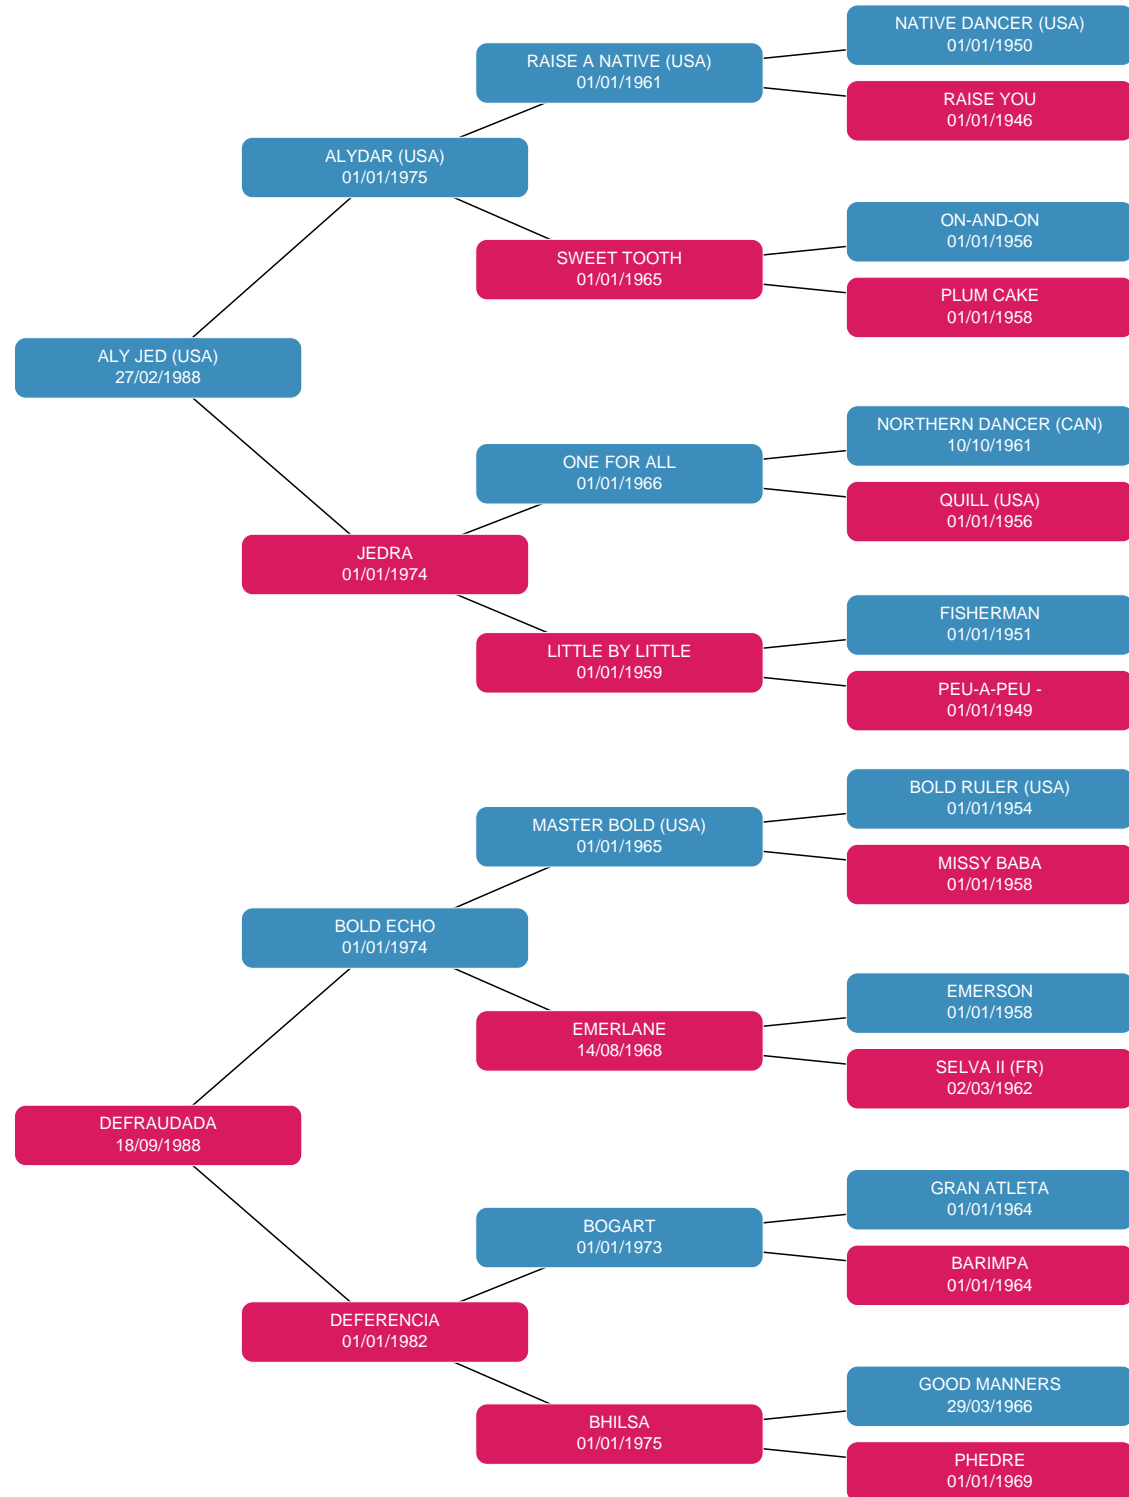 NATIVE DANCER (USA)
01/01/1950
RAISE A NATIVE (USA)
01/01/1961
RAISE YOU
01/01/1946
ALYDAR (USA)
01/01/1975
ON-AND-ON
01/01/1956
SWEET TOOTH
01/01/1965
PLUM CAKE
01/01/1958
ALY JED (USA)
27/02/1988
NORTHERN DANCER (CAN)
10/10/1961
ONE FOR ALL
01/01/1966
QUILL (USA)
01/01/1956
JEDRA
01/01/1974
FISHERMAN
01/01/1951
LITTLE BY LITTLE
01/01/1959
PEU-A-PEU -
01/01/1949
BOLD RULER (USA)
01/01/1954
MASTER BOLD (USA)
01/01/1965
MISSY BABA
01/01/1958
BOLD ECHO
01/01/1974
EMERSON
01/01/1958
EMERLANE
14/08/1968
SELVA II (FR)
02/03/1962
DEFRAUDADA
18/09/1988
GRAN ATLETA
01/01/1964
BOGART
01/01/1973
BARIMPA
01/01/1964
DEFERENCIA
01/01/1982
GOOD MANNERS
29/03/1966
BHILSA
01/01/1975
PHEDRE
01/01/1969